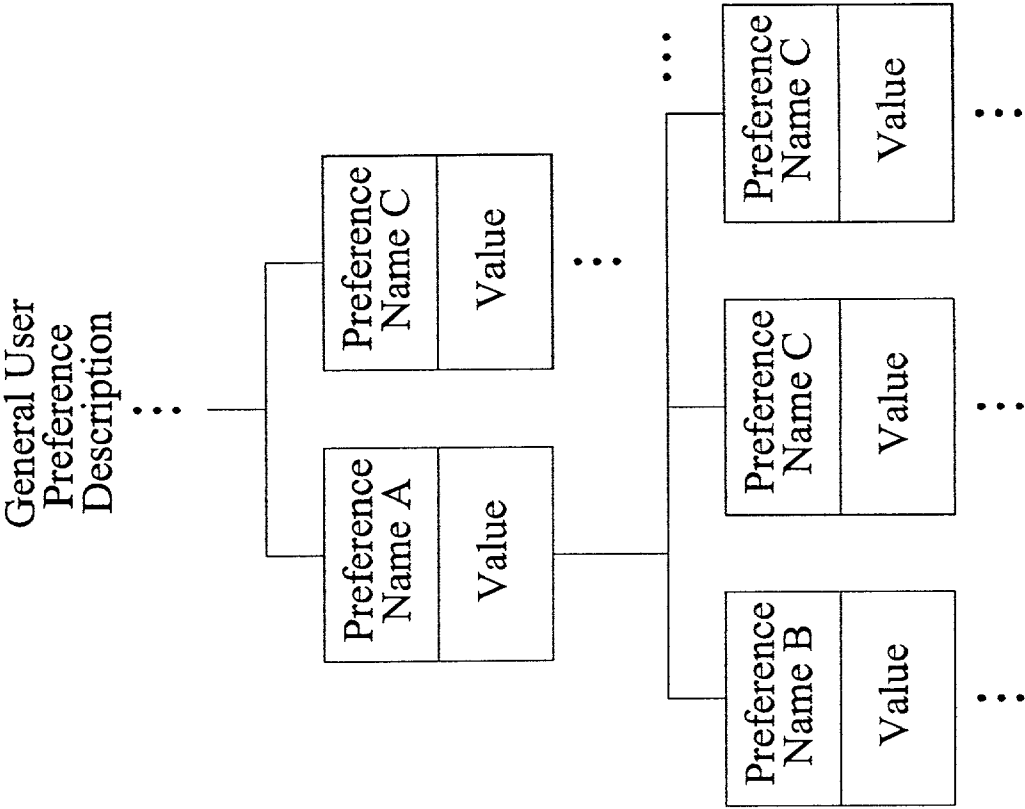 General User
Preference
Description
Preference
Name A
Value
Preference
Name C
Value
Preference
Name B
Value
Preference
Name C
Value
Preference
Name C
Value